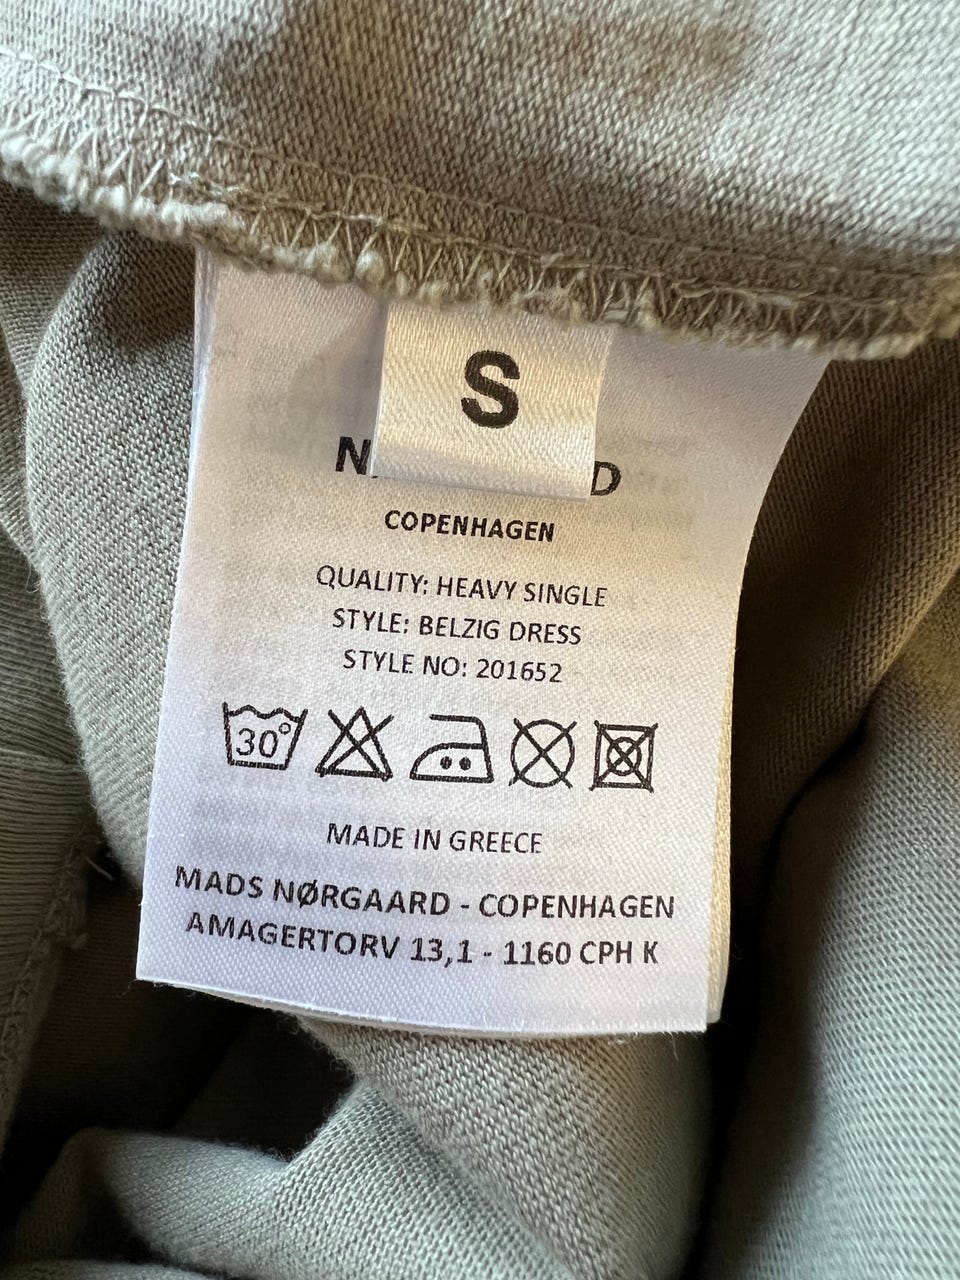 S
COPENHAGEN
QUALITY: HEAVY SINGLE
STYLE: BELZIG DRESS
STYLE NO: 201652
30°
MADE IN GREECE
MADS NØRGAARD - COPENHAGEN
AMAGERTORV 13,1 - 1160 CPH K